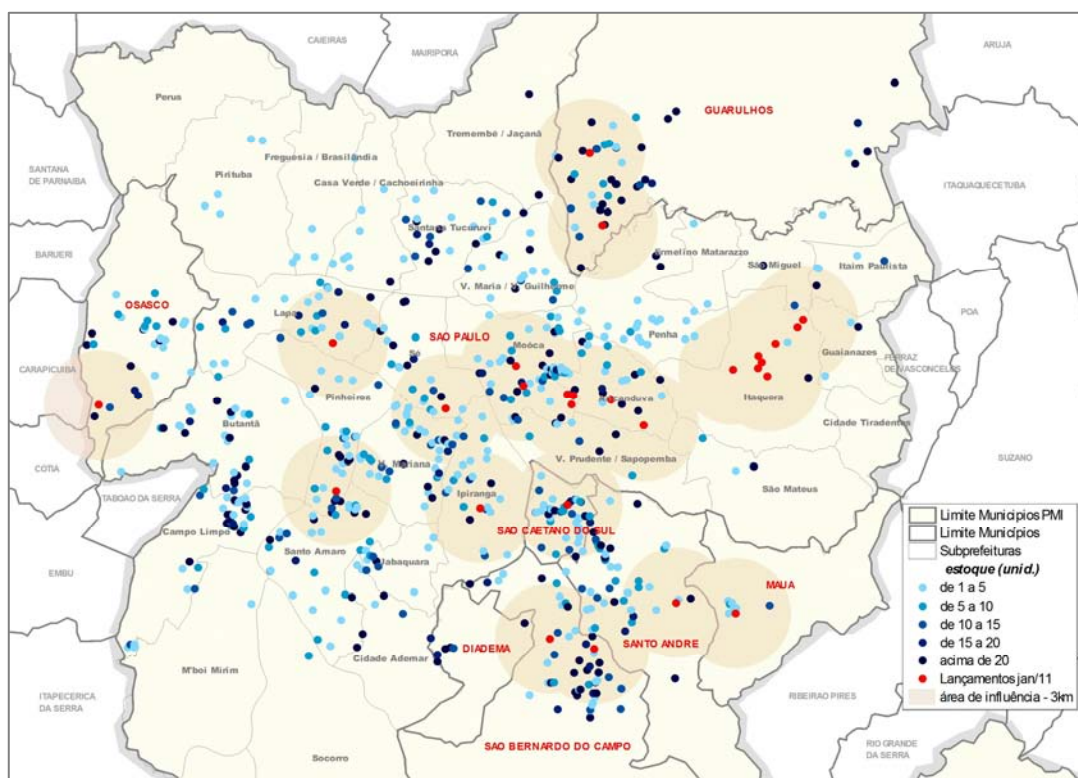 CAIEIRAS
MAIRIPORA
ARUJA
Perus
GUARULHOS
Tremembé / Jaçanã
Freguesia / Brasilândia
SANTANA
DE PARNAIBA
Pirituba
Casa Verde / Cachoeirinha
ITAQUAQUECETUBA
Santana Tucuruvi
BARUERI
Ermelino Matarazzo
São Miguel
Itaim Paulista
V. Maria / V. Guilherme
OSASCO
Lapa
POA
SAO PAULO
Penha
Moóca
Sé
Guaianazes
FERRAZ
DE VASCONCELOS
CARAPICUIBA
Pinheiros
Itaquera
Butantã
Cidade Tiradentes
SUZANO
COTIA
V. Mariana
V. Prudente / Sapopemba
TABOAO DA SERRA
Ipiranga
São Mateus
Campo Limpo
SAO CAETANO DO SUL
Limite Municípios PMI
Limite Municípios
Subprefeituras
estoque (unid.)
de 1 a 5
de 5 a 10
de 10 a 15
de 15 a 20
acima de 20
Lançamentos jan/11
área de influência - 3km
Santo Amaro
Jabaquara
EMBU
MAUA
DIADEMA
SANTO ANDRE
Cidade Ademar
M'boi Mirim
ITAPECERICA
DA SERRA
RIBEIRAO PIRES
SAO BERNARDO DO CAMPO
RIO GRANDE
DA SERRA
Socorro